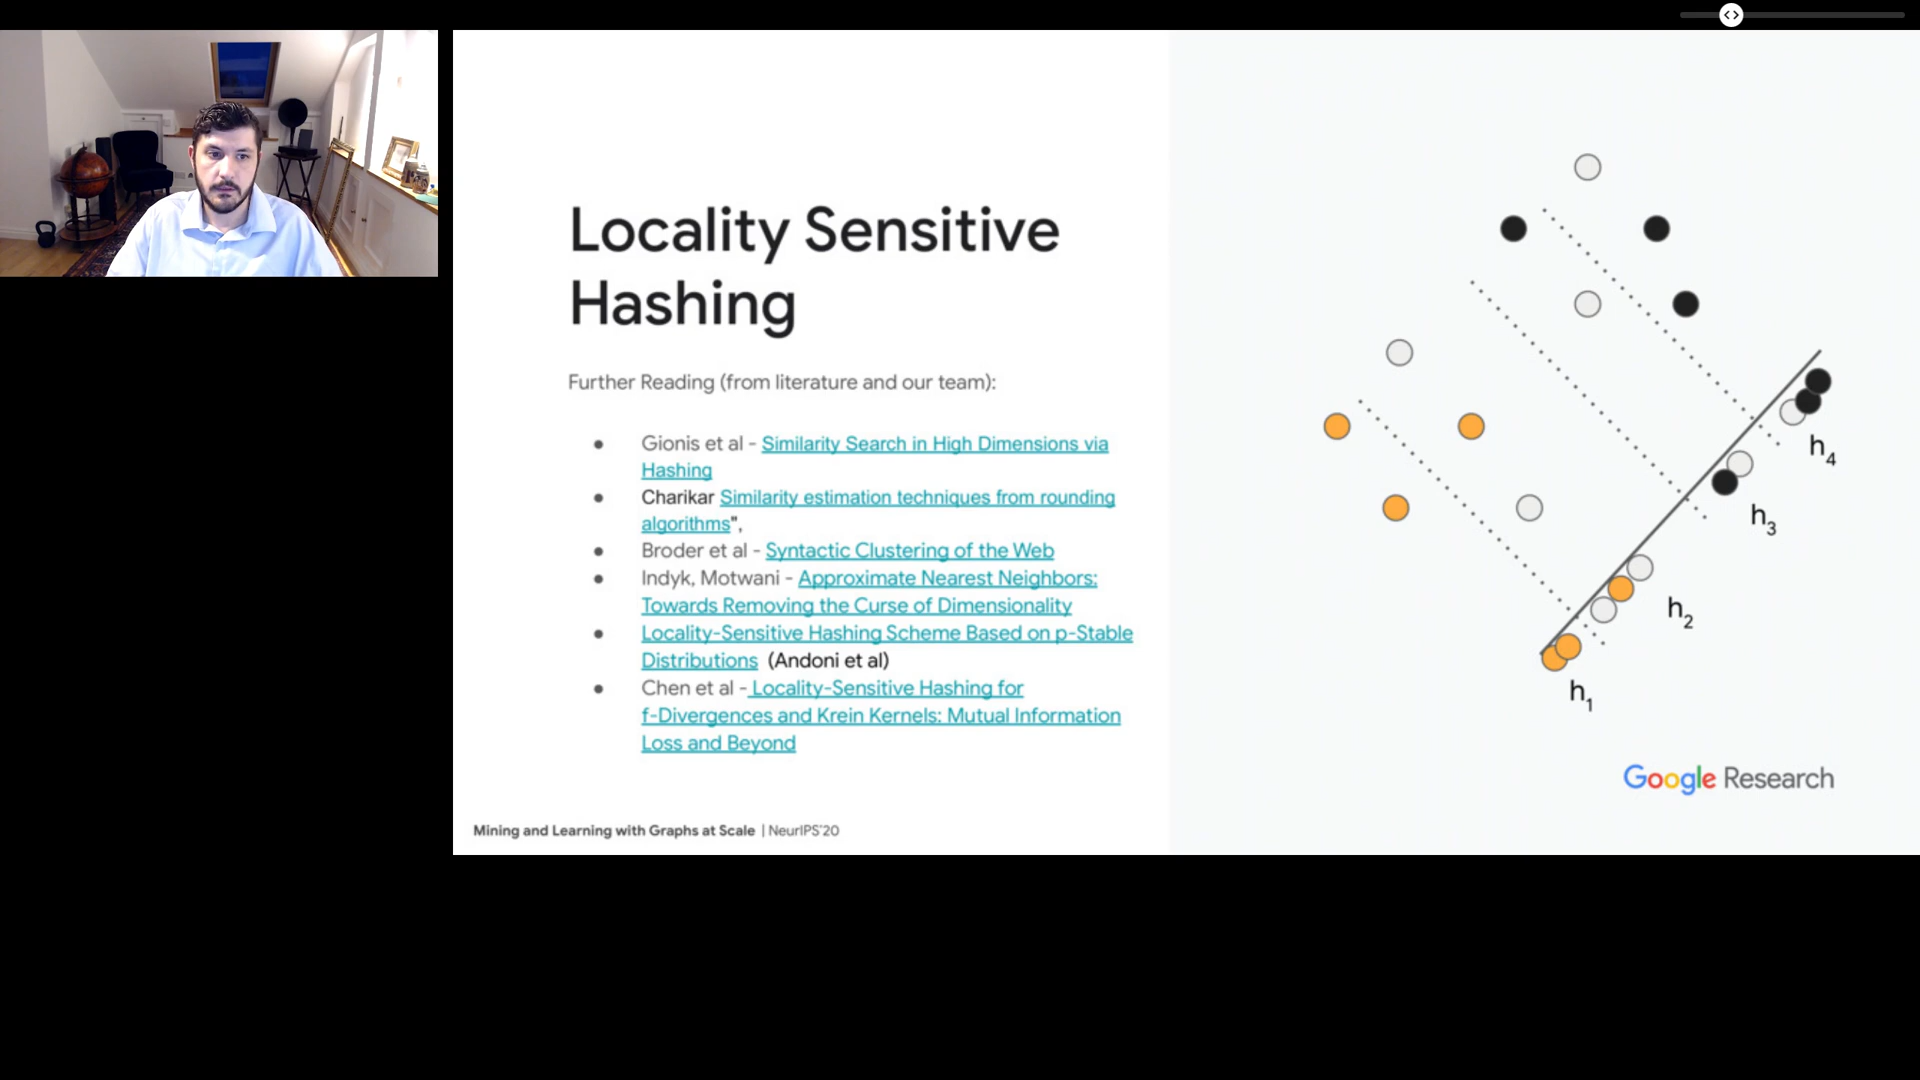 Locality Sensitive
Hashing
Further Reading (from literature and our team):
● Gionis et al - Similarity Search in High Dimensions via
Hashing
● Charikar Similarity estimation techniques from rounding
algorithms",
● Broder et al - Syntactic Clustering of the Web
● Indyk, Motwani - Approximate Nearest Neighbors:
Towards Removing the Curse of Dimensionality
● Locality-Sensitive Hashing Scheme Based on p-Stable
Distributions (Andoni et al)
● Chen et al - Locality-Sensitive Hashing for
f-Divergences and Krein Kernels: Mutual Information
Loss and Beyond
h4
h3
h2
h1
Google Research
Mining and Learning with Graphs at Scale | NeurIPS'20